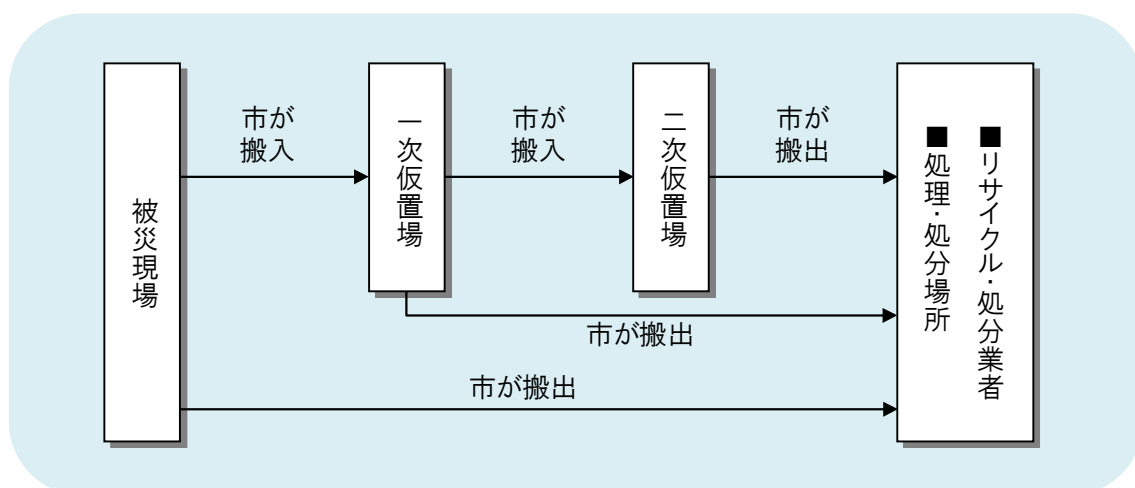 被災現場
市が
搬入
一次仮置場
市が
搬入
二次仮置場
市が
搬出
■リサイクル・処分業者
■処理・処分場所
市が搬出
市が搬出